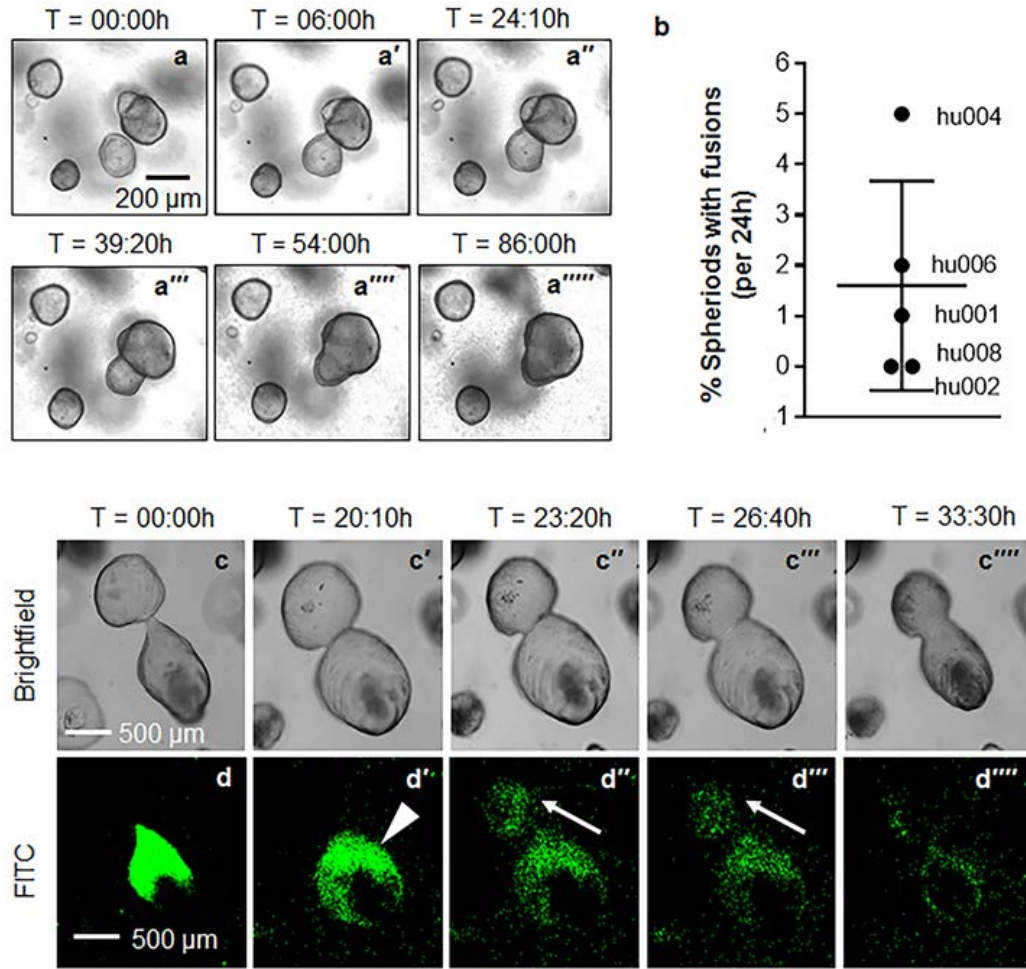 T = 00:00h T = 06:00h T = 24:10h
a a' a''
200 µm
T = 39:20h T = 54:00h T = 86:00h
a''' a'''' a'''''
b
% Spheriods with fusions
(per 24h)
6
5
4
3
2
1
0
1
hu004
hu006
hu001
hu008
hu002
T = 00:00h T = 20:10h T = 23:20h T = 26:40h T = 33:30h
Brightfield
c c' c'' c''' c''''
500 µm
FITC
d d' d'' d''' d''''
500 µm